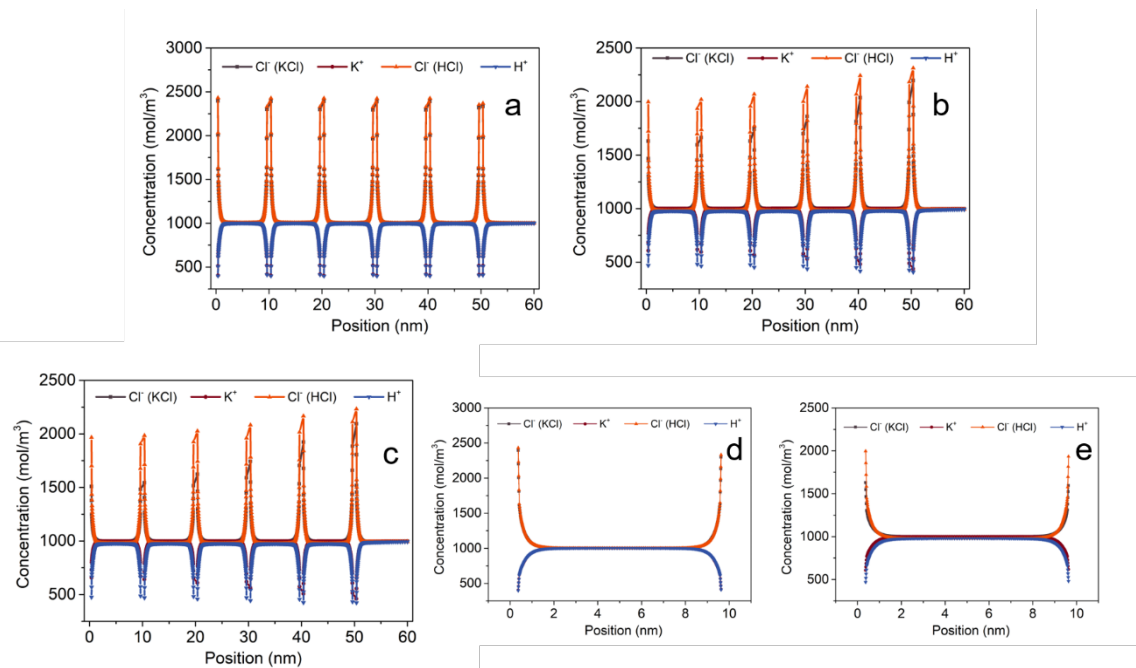 3000
2500
2000
1500
1000
500
Concentration (mol/m³)
Cl⁻ (KCl) K⁺ Cl⁻ (HCl) H⁺
a
0 10 20 30 40 50 60
Position (nm)
2500
2000
1500
1000
500
Concentration (mol/m³)
Cl⁻ (KCl) K⁺ Cl⁻ (HCl) H⁺
b
0 10 20 30 40 50 60
Position (nm)
2500
2000
1500
1000
500
Concentration (mol/m³)
Cl⁻ (KCl) K⁺ Cl⁻ (HCl) H⁺
c
0 10 20 30 40 50 60
Position (nm)
3000
2500
2000
1500
1000
500
Concentration (mol/m³)
Cl⁻ (KCl) K⁺ Cl⁻ (HCl) H⁺
d
0 2 4 6 8 10
Position (nm)
2500
2000
1500
1000
500
Concentration (mol/m³)
Cl⁻ (KCl) K⁺ Cl⁻ (HCl) H⁺
e
0 2 4 6 8 10
Position (nm)